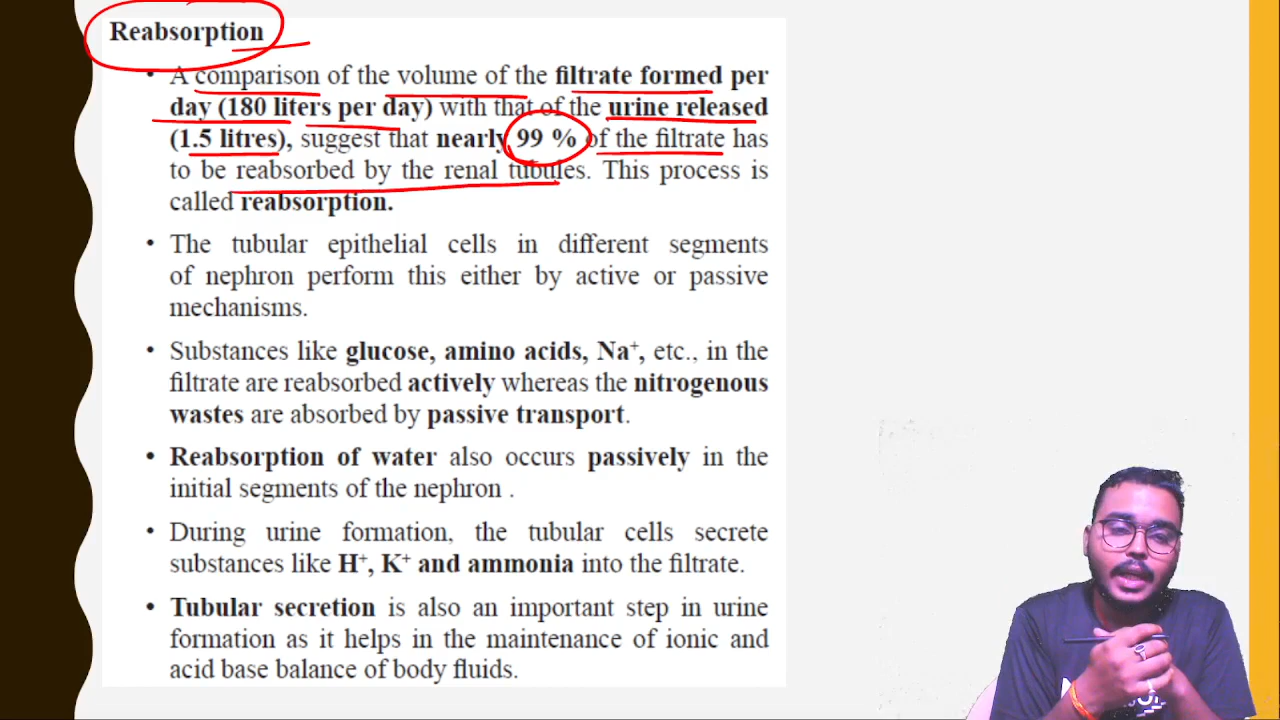 Reabsorption
• A comparison of the volume of the filtrate formed per
day (180 liters per day) with that of the urine released
(1.5 litres), suggest that nearly 99 % of the filtrate has
to be reabsorbed by the renal tubules. This process is
called reabsorption.
• The tubular epithelial cells in different segments
of nephron perform this either by active or passive
mechanisms.
• Substances like glucose, amino acids, Na⁺, etc., in the
filtrate are reabsorbed actively whereas the nitrogenous
wastes are absorbed by passive transport.
• Reabsorption of water also occurs passively in the
initial segments of the nephron .
• During urine formation, the tubular cells secrete
substances like H⁺, K⁺ and ammonia into the filtrate.
• Tubular secretion is also an important step in urine
formation as it helps in the maintenance of ionic and
acid base balance of body fluids.